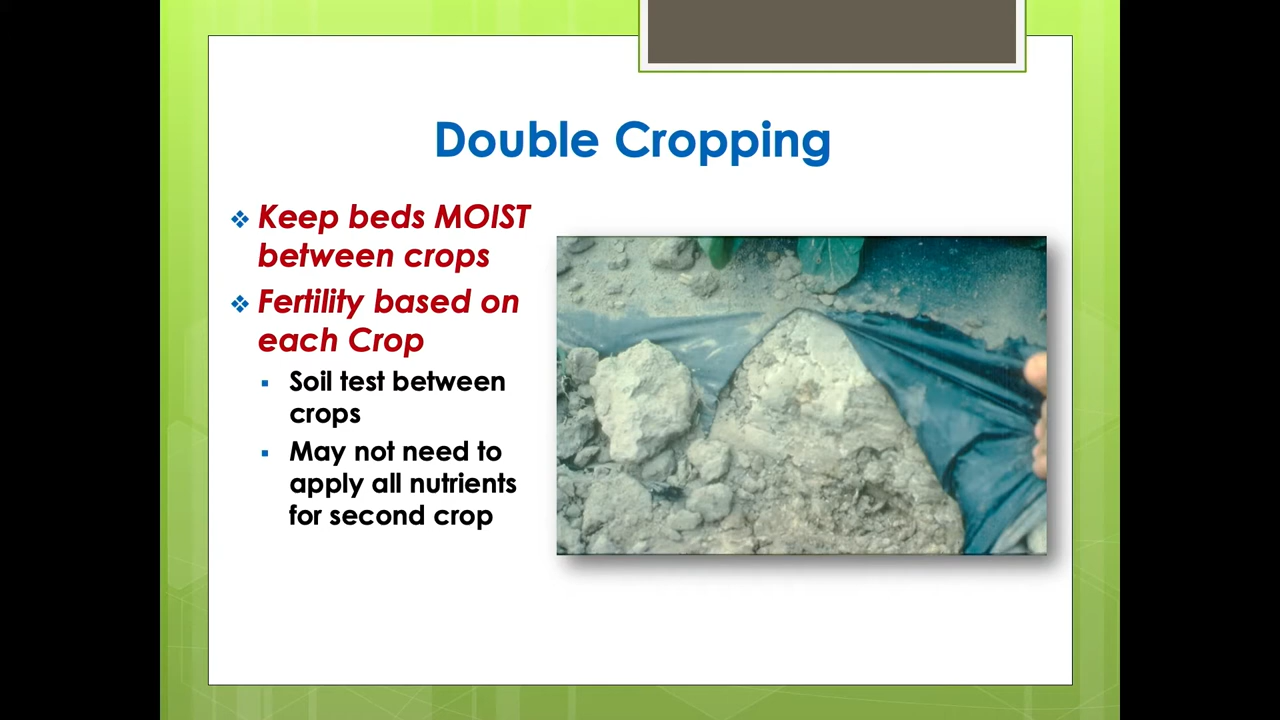 Double Cropping
Keep beds MOIST
between crops
Fertility based on
each Crop
Soil test between
crops
May not need to
apply all nutrients
for second crop